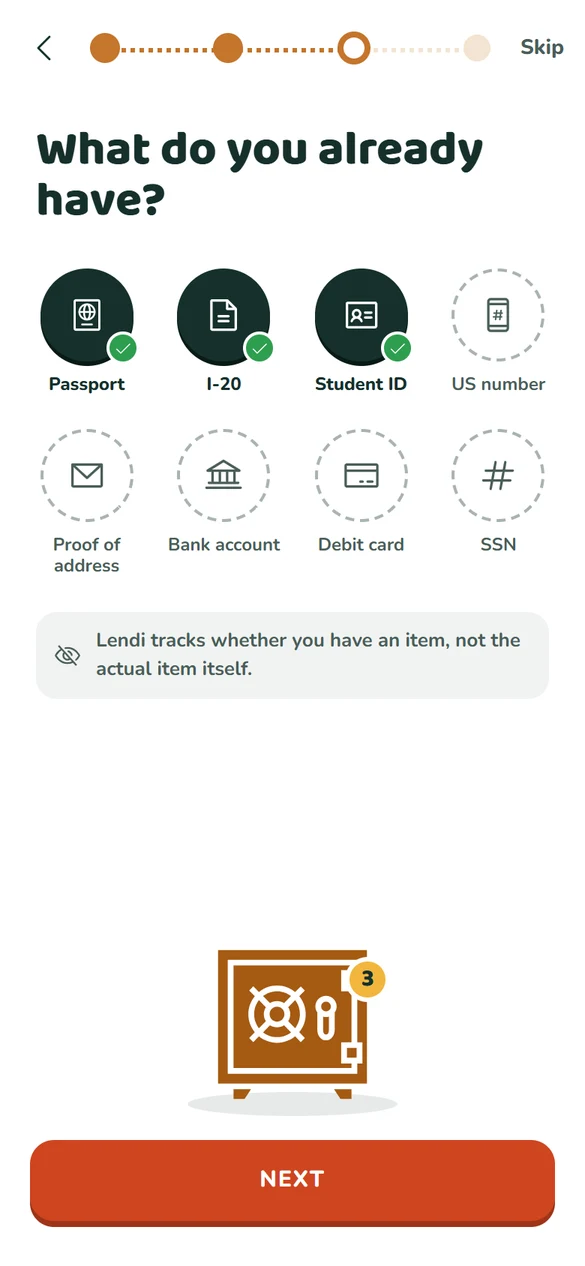 Skip
What do you already
have?
Passport
I-20
Student ID
#
US number
Proof of
address
Bank account
Debit card
#
SSN
Lendi tracks whether you have an item, not the
actual item itself.
3
NEXT